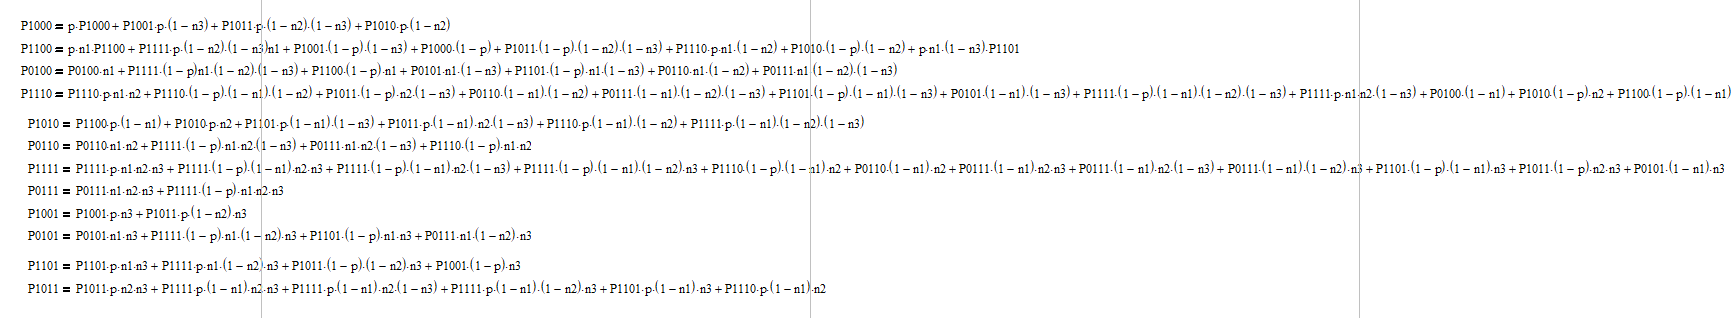 P1000 = p·P1000 + P1001·p·(1 − n3) + P1011·p·(1 − n2)·(1 − n3) + P1010·p·(1 − n2)
P1100 = p·n1·P1100 + P1111·p·(1 − n2)·(1 − n3)n1 + P1001·(1 − p)·(1 − n3) + P1000·(1 − p) + P1011·(1 − p)·(1 − n2)·(1 − n3) + P1110·p·n1·(1 − n2) + P1010·(1 − p)·(1 − n2) + p·n1·(1 − n3)·P1101
P0100 = P0100·n1 + P1111·(1 − p)n1·(1 − n2)·(1 − n3) + P1100·(1 − p)·n1 + P0101·n1·(1 − n3) + P1101·(1 − p)·n1·(1 − n3) + P0110·n1·(1 − n2) + P0111·n1·(1 − n2)·(1 − n3)
P1110 = P1110·p·n1·n2 + P1110·(1 − p)·(1 − n1)·(1 − n2) + P1011·(1 − p)·n2·(1 − n3) + P0110·(1 − n1)·(1 − n2) + P0111·(1 − n1)·(1 − n2)·(1 − n3) + P1101·(1 − p)·(1 − n1)·(1 − n3) + P0101·(1 − n1)·(1 − n3) + P1111·(1 − p)·(1 − n1)·(1 − n2)·(1 − n3) + P1111·p·n1·n2·(1 − n3) + P0100·(1 − n1) + P1010·(1 − p)·n2 + P1100·(1 − p)·(1 − n1)
P1010 = P1100·p·(1 − n1) + P1010·p·n2 + P1101·p·(1 − n1)·(1 − n3) + P1011·p·(1 − n1)·n2·(1 − n3) + P1110·p·(1 − n1)·(1 − n2) + P1111·p·(1 − n1)·(1 − n2)·(1 − n3)
P0110 = P0110·n1·n2 + P1111·(1 − p)·n1·n2·(1 − n3) + P0111·n1·n2·(1 − n3) + P1110·(1 − p)·n1·n2
P1111 = P1111·p·n1·n2·n3 + P1111·(1 − p)·(1 − n1)·n2·n3 + P1111·(1 − p)·(1 − n1)·n2·(1 − n3) + P1111·(1 − p)·(1 − n1)·(1 − n2)·n3 + P1110·(1 − p)·(1 − n1)·n2 + P0110·(1 − n1)·n2 + P0111·(1 − n1)·n2·n3 + P0111·(1 − n1)·n2·(1 − n3) + P0111·(1 − n1)·(1 − n2)·n3 + P1101·(1 − p)·(1 − n1)·n3 + P1011·(1 − p)·n2·n3 + P0101·(1 − n1)·n3
P0111 = P0111·n1·n2·n3 + P1111·(1 − p)·n1·n2·n3
P1001 = P1001·p·n3 + P1011·p·(1 − n2)·n3
P0101 = P0101·n1·n3 + P1111·(1 − p)·n1·(1 − n2)·n3 + P1101·(1 − p)·n1·n3 + P0111·n1·(1 − n2)·n3
P1101 = P1101·p·n1·n3 + P1111·p·n1·(1 − n2)·n3 + P1011·(1 − p)·(1 − n2)·n3 + P1001·(1 − p)·n3
P1011 = P1011·p·n2·n3 + P1111·p·(1 − n1)·n2·n3 + P1111·p·(1 − n1)·n2·(1 − n3) + P1111·p·(1 − n1)·(1 − n2)·n3 + P1101·p·(1 − n1)·n3 + P1110·p·(1 − n1)·n2